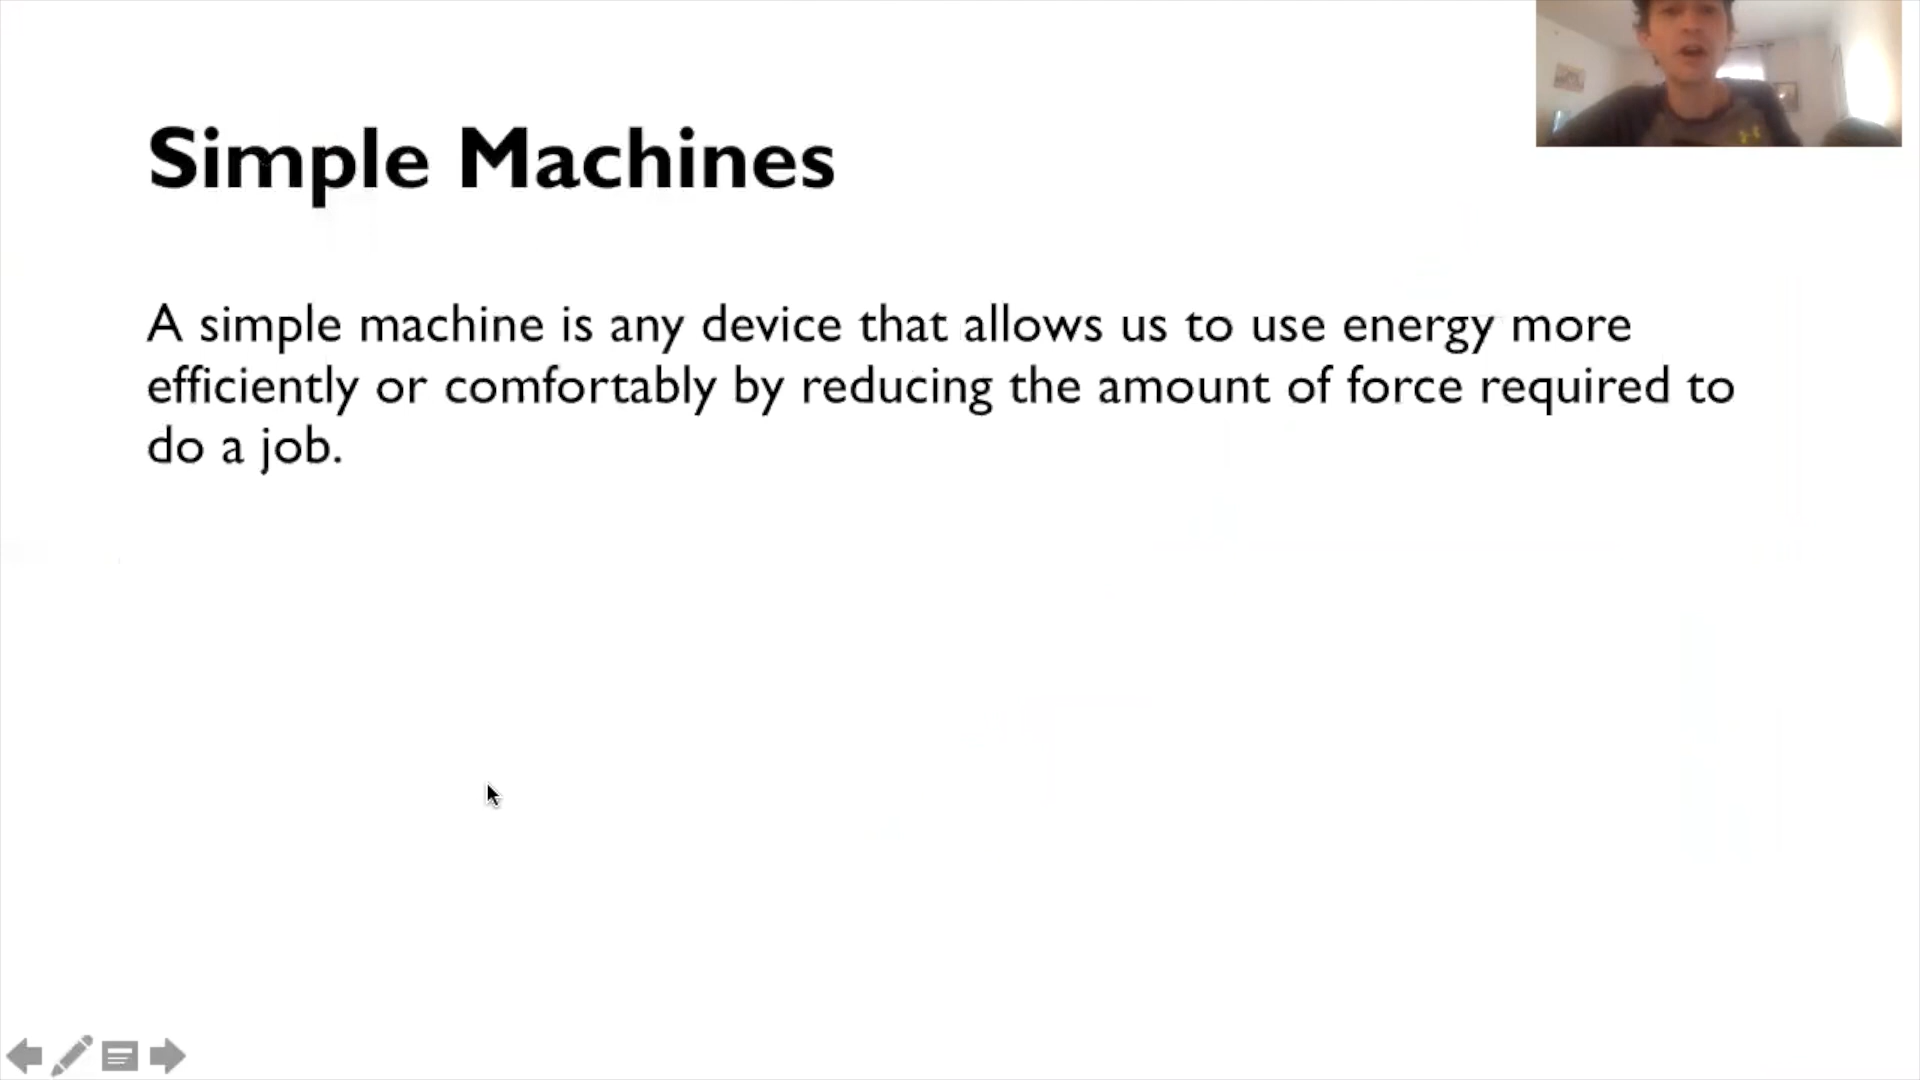 Simple Machines
A simple machine is any device that allows us to use energy more
efficiently or comfortably by reducing the amount of force required to
do a job.